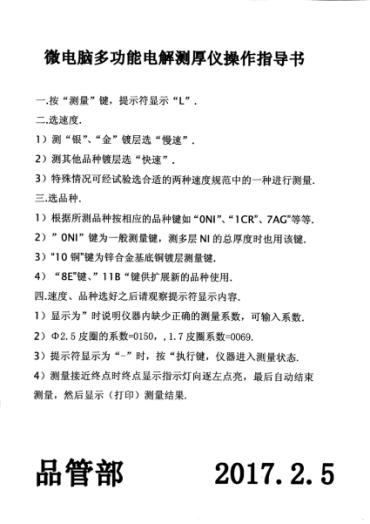 微电脑多功能电解测厚仪操作指导书
一.按“测量”键，提示符显示“L”.
二.选速度.
1）测“银”、“金”镀层选“慢速”.
2）测其他品种镀层选“快速”.
3）特殊情况可经试验选合适的两种速度规范中的一种进行测量.
三.选品种.
1）根据所测品种按相应的品种键如“0NI”、“1CR”、7AG”等等.
2）”0NI”键为一般测量键，测多层NI的总厚度时也用该键.
3）"10铜"键为锌合金基底铜镀层测量键.
4）“8E”键、”11B“键供扩展新的品种使用.
四.速度、品种选好之后请观察提示符显示内容.
1）显示为”时说明仪器内缺少正确的测量系数，可输入系数.
2）Φ2.5皮圈的系数=0150，,1.7皮圈系数=0069.
3）提示符显示为“-”时，按“执行键，仪器进入测量状态.
4）测量接近终点时终点显示指示灯向逐左点亮，最后自动结束
测量，然后显示（打印）测量结果.
品管部 2017.2.5